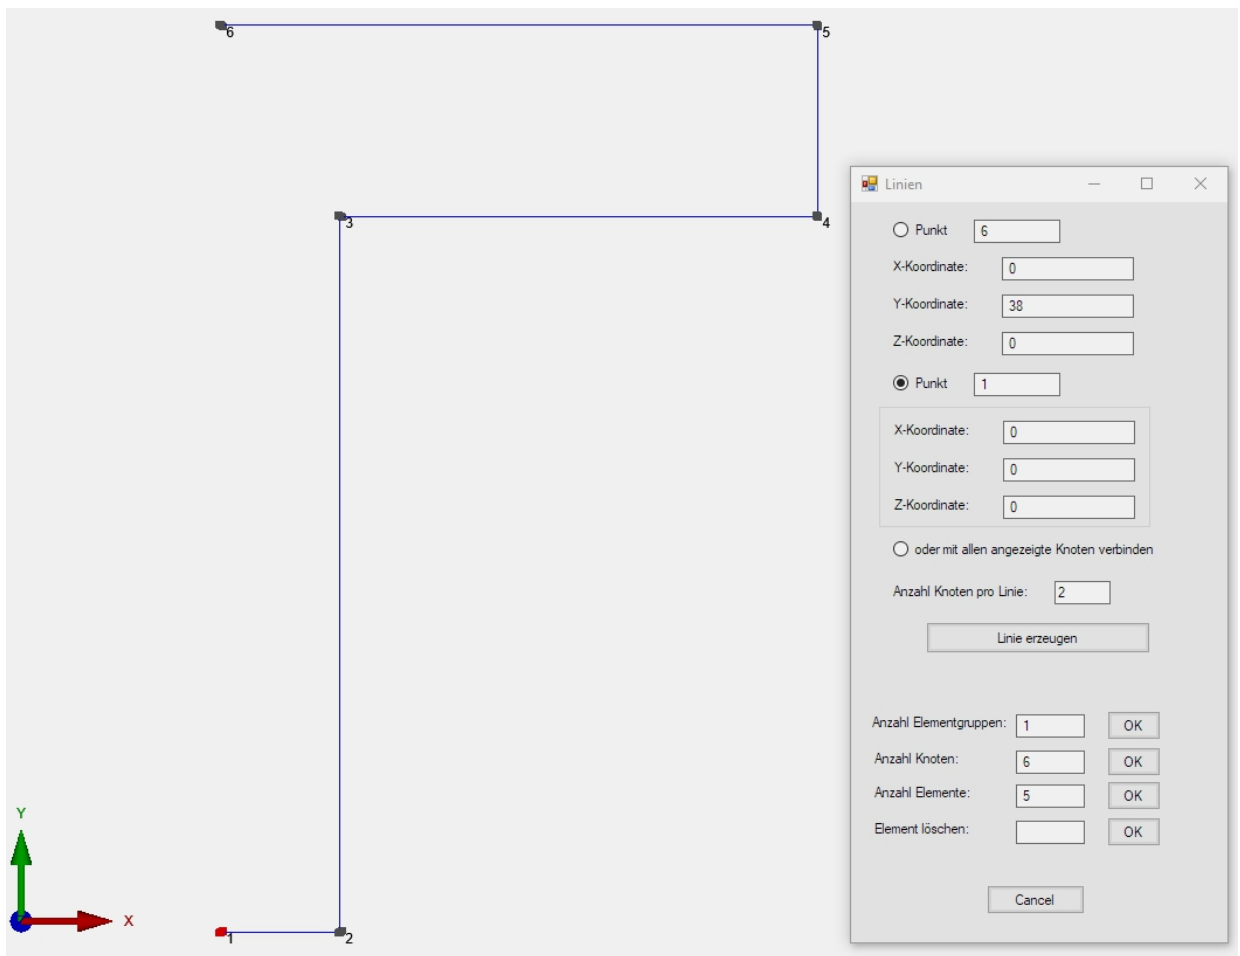 6
5
3
4
Y
X
1
2
Linien
Punkt 6
X-Koordinate: 0
Y-Koordinate: 38
Z-Koordinate: 0
Punkt 1
X-Koordinate: 0
Y-Koordinate: 0
Z-Koordinate: 0
oder mit allen angezeigte Knoten verbinden
Anzahl Knoten pro Linie: 2
Linie erzeugen
Anzahl Elementgruppen: 1 OK
Anzahl Knoten: 6 OK
Anzahl Elemente: 5 OK
Element löschen: OK
Cancel